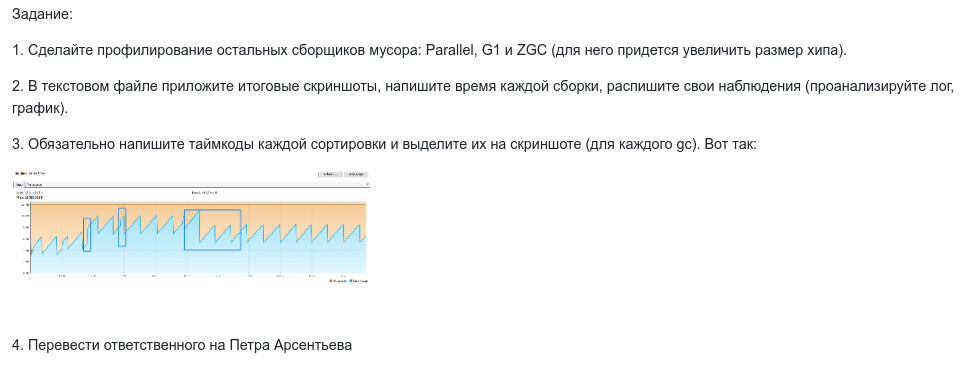 Задание:
1. Сделайте профилирование остальных сборщиков мусора: Parallel, G1 и ZGC (для него придется увеличить размер хипа).
2. В текстовом файле приложите итоговые скриншоты, напишите время каждой сборки, распишите свои наблюдения (проанализируйте лог,
график).
3. Обязательно напишите таймкоды каждой сортировки и выделите их на скриншоте (для каждого gc). Вот так:
4. Перевести ответственного на Петра Арсентьева